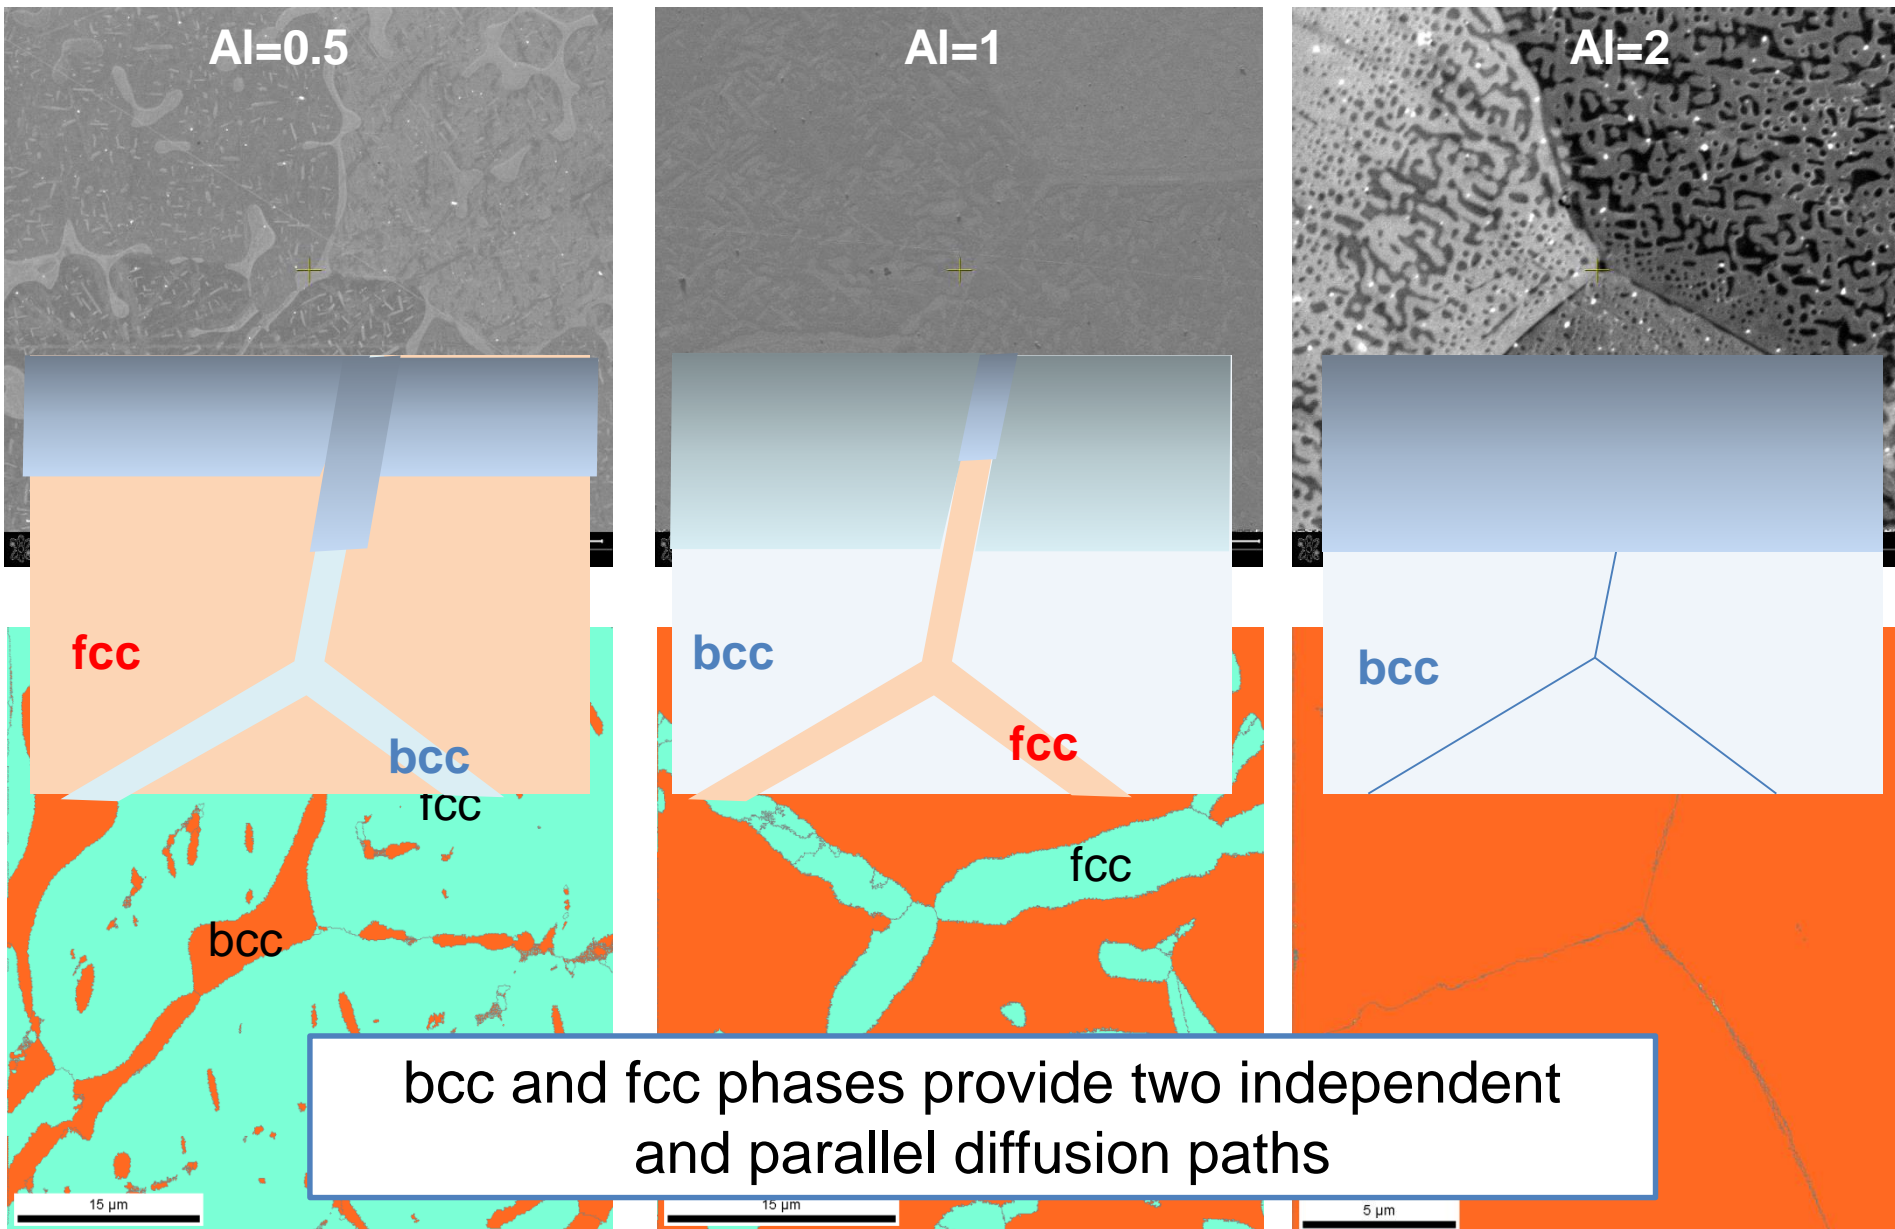 Al=0.5
Al=1
Al=2
fcc
bcc
fcc
bcc
fcc
bcc
bcc
fcc
bcc and fcc phases provide two independent
and parallel diffusion paths
15 µm
15 µm
5 µm